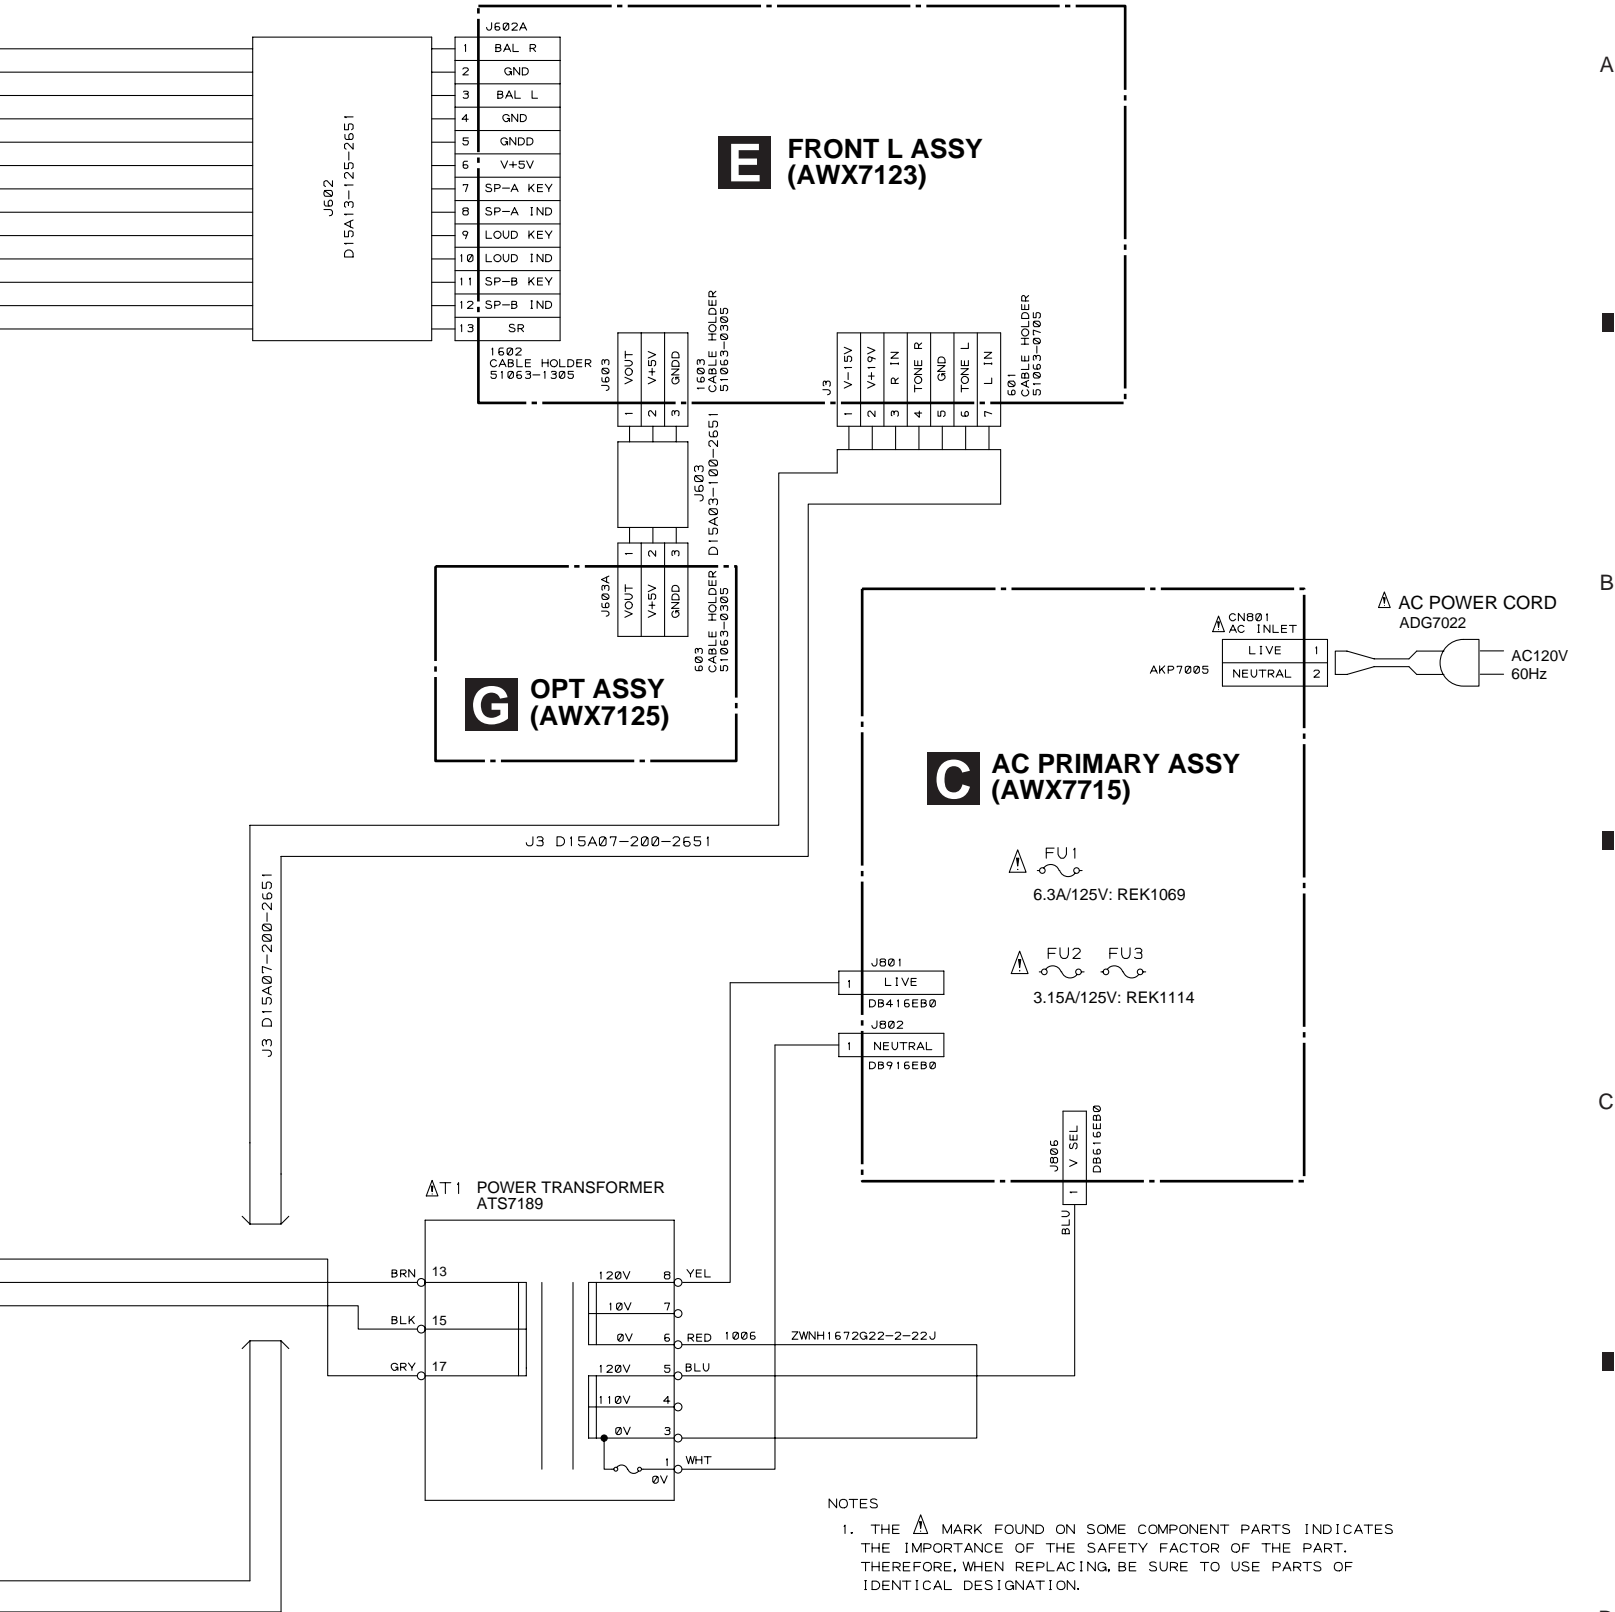 J602A
1 BAL R
2 GND
3 BAL L
4 GND
5 GNDD
6 V+5V
7 SP-A KEY
8 SP-A IND
9 LOUD KEY
10 LOUD IND
11 SP-B KEY
12 SP-B IND
13 SR
J602
D15A13-125-2651
1602
CABLE HOLDER
51063-1305
E FRONT L ASSY
(AWX7123)
A
J603
VOUT 1
V+5V 2
GNDD 3
1603
CABLE HOLDER
51063-0305
J3
V-15V 1
V+19V 2
R IN 3
TONE R 4
GND 5
TONE L 6
L IN 7
601
CABLE HOLDER
51063-0705
J603
D15A03-100-2651
J603A
1 VOUT
2 V+5V
3 GNDD
603
CABLE HOLDER
51063-0305
G OPT ASSY
(AWX7125)
B
CN801
AC INLET
LIVE 1
NEUTRAL 2
AKP7005
AC POWER CORD
ADG7022
AC120V
60Hz
C AC PRIMARY ASSY
(AWX7715)
FU1
6.3A/125V: REK1069
FU2 FU3
3.15A/125V: REK1114
J3 D15A07-200-2651
J3 D15A07-200-2651
J801
1 LIVE
DB416EB0
J802
1 NEUTRAL
DB916EB0
J806
V SEL 1
DB616EB0
BLU
C
T1 POWER TRANSFORMER
ATS7189
BRN 13
BLK 15
GRY 17
120V 8 YEL
10V 7
0V 6 RED 1006 ZWNH1672G22-2-22J
120V 5 BLU
110V 4
0V 3
1 WHT
0V
NOTES
1. THE ⚠ MARK FOUND ON SOME COMPONENT PARTS INDICATES
THE IMPORTANCE OF THE SAFETY FACTOR OF THE PART.
THEREFORE, WHEN REPLACING, BE SURE TO USE PARTS OF
IDENTICAL DESIGNATION.